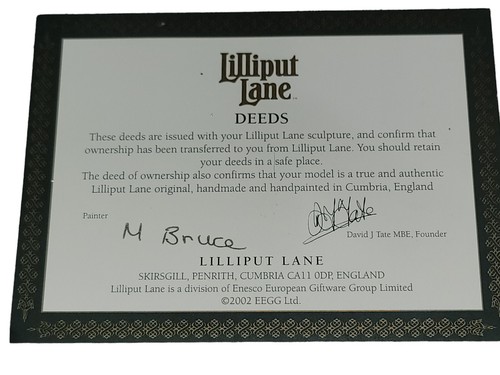 Lilliput
Lane
DEEDS
These deeds are issued with your Lilliput Lane sculpture, and confirm that
ownership has been transferred to you from Lilliput Lane. You should retain
your deeds in a safe place.
The deed of ownership also confirms that your model is a true and authentic
Lilliput Lane original, handmade and handpainted in Cumbria, England
Painter
M Bruce
David J Tate MBE, Founder
LILLIPUT LANE
SKIRSGILL, PENRITH, CUMBRIA CA11 0DP, ENGLAND
Lilliput Lane is a division of Enesco European Giftware Group Limited
©2002 EEGG Ltd.